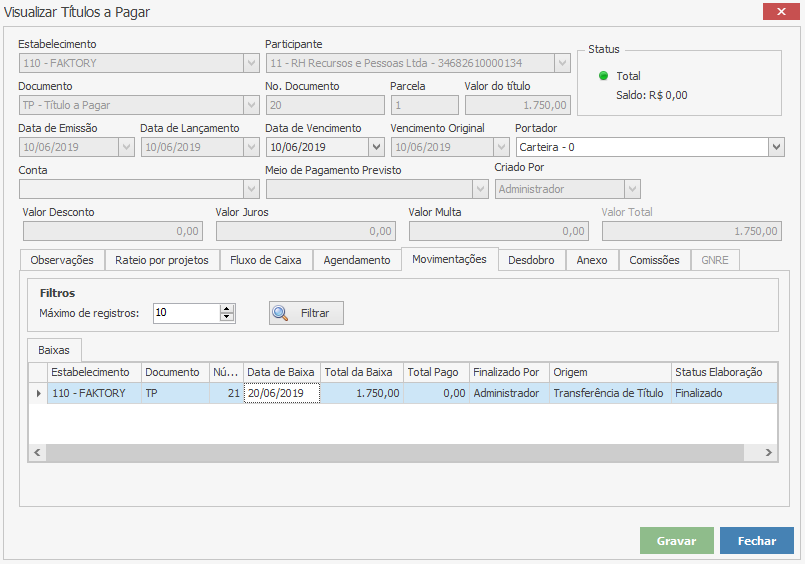 Visualizar Títulos a Pagar
Estabelecimento
Participante
Status
110 - FAKTORY
11 - RH Recursos e Pessoas Ltda - 34682610000134
Total
Saldo: R$ 0,00
Documento
No. Documento
Parcela
Valor do título
TP - Título a Pagar
20
1
1.750,00
Data de Emissão
Data de Lançamento
Data de Vencimento
Vencimento Original
Portador
10/06/2019
10/06/2019
10/06/2019
10/06/2019
Carteira - 0
Conta
Meio de Pagamento Previsto
Criado Por
Administrador
Valor Desconto
Valor Juros
Valor Multa
Valor Total
0,00
0,00
0,00
1.750,00
Observações
Rateio por projetos
Fluxo de Caixa
Agendamento
Movimentações
Desdobro
Anexo
Comissões
GNRE
Filtros
Máximo de registros:
10
Filtrar
Baixas
Estabelecimento
Documento
Nú...
Data de Baixa
Total da Baixa
Total Pago
Finalizado Por
Origem
Status Elaboração
110 - FAKTORY
TP
21
20/06/2019
1.750,00
0,00
Administrador
Transferência de Título
Finalizado
Gravar
Fechar